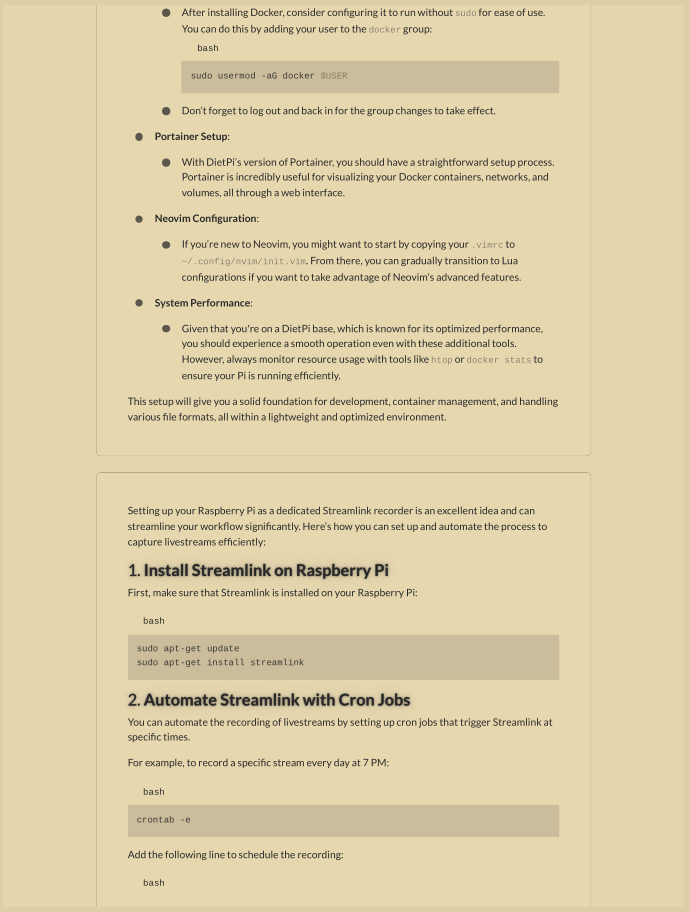 After installing Docker, consider configuring it to run without sudo for ease of use.
You can do this by adding your user to the docker group:
bash
sudo usermod -aG docker $USER
Don't forget to log out and back in for the group changes to take effect.
Portainer Setup:
With DietPi's version of Portainer, you should have a straightforward setup process.
Portainer is incredibly useful for visualizing your Docker containers, networks, and
volumes, all through a web interface.
Neovim Configuration:
If you're new to Neovim, you might want to start by copying your .vimrc to
~/.config/nvim/init.vim. From there, you can gradually transition to Lua
configurations if you want to take advantage of Neovim's advanced features.
System Performance:
Given that you're on a DietPi base, which is known for its optimized performance,
you should experience a smooth operation even with these additional tools.
However, always monitor resource usage with tools like htop or docker stats to
ensure your Pi is running efficiently.
This setup will give you a solid foundation for development, container management, and handling
various file formats, all within a lightweight and optimized environment.
Setting up your Raspberry Pi as a dedicated Streamlink recorder is an excellent idea and can
streamline your workflow significantly. Here's how you can set up and automate the process to
capture livestreams efficiently:
1. Install Streamlink on Raspberry Pi
First, make sure that Streamlink is installed on your Raspberry Pi:
bash
sudo apt-get update
sudo apt-get install streamlink
2. Automate Streamlink with Cron Jobs
You can automate the recording of livestreams by setting up cron jobs that trigger Streamlink at
specific times.
For example, to record a specific stream every day at 7 PM:
bash
crontab -e
Add the following line to schedule the recording:
bash